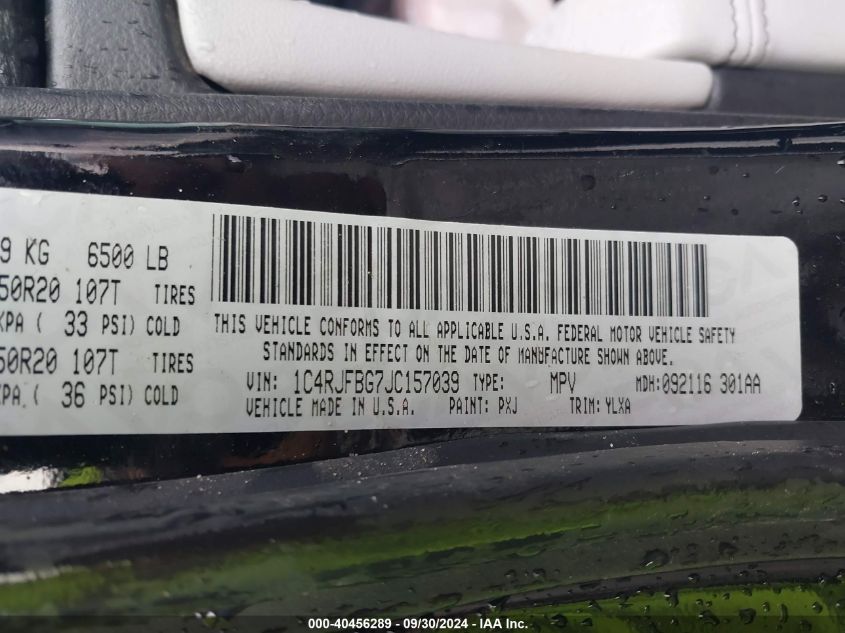 9 KG 6500 LB
50R20 107T TIRES
KPA ( 33 PSI) COLD
50R20 107T TIRES
KPA ( 36 PSI) COLD
THIS VEHICLE CONFORMS TO ALL APPLICABLE U.S.A. FEDERAL MOTOR VEHICLE SAFETY
STANDARDS IN EFFECT ON THE DATE OF MANUFACTURE SHOWN ABOVE.
VIN: 1C4RJFBG7JC157039 TYPE: MPV MDH: 092116 301AA
VEHICLE MADE IN U.S.A. PAINT: PXJ TRIM: YLXA
000-40456289 - 09/30/2024 - IAA Inc.